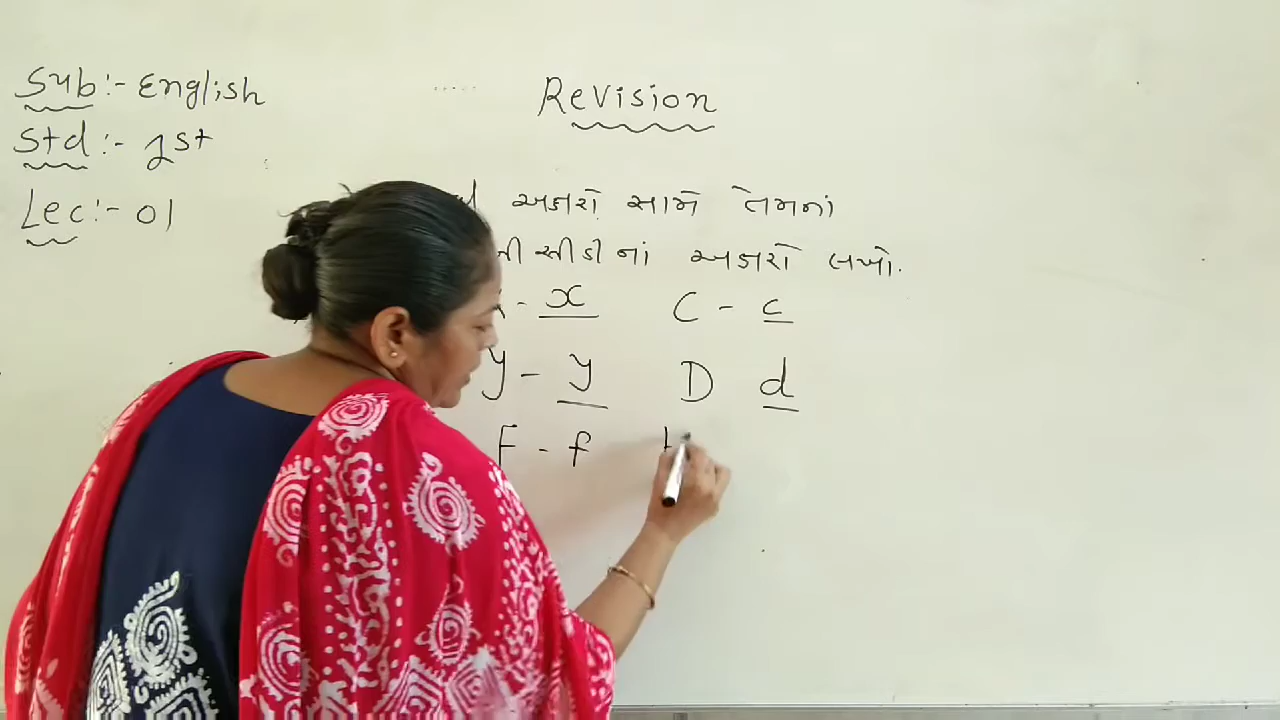 Sub:- English
Revision
Std :- 1st
Lec:- 01
અક્ષરો સામે તેમનાં
સીડીનાં અક્ષરો લખો.
- x C - c
y - y D d
F - f